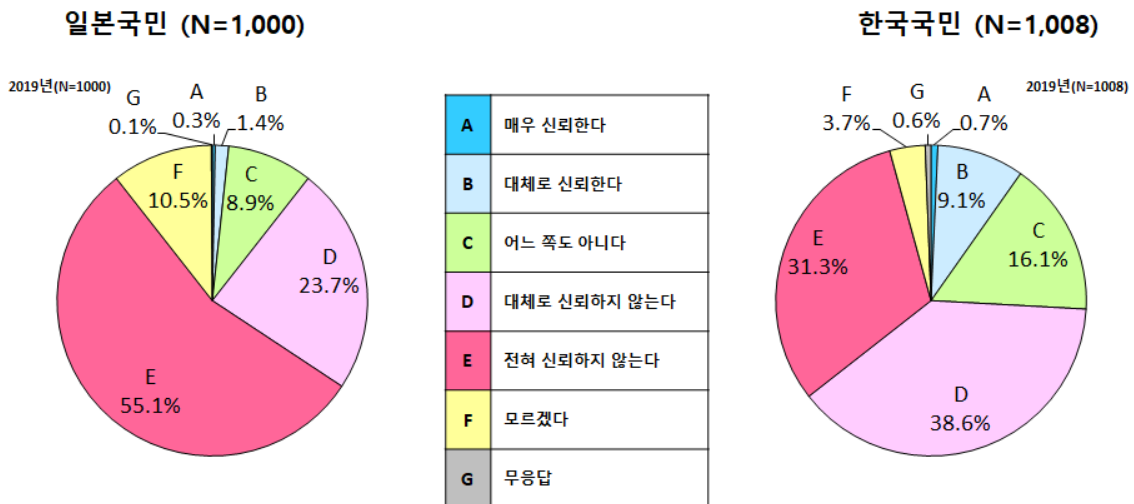 일본국민 (N=1,000)
한국국민 (N=1,008)
2019년(N=1000)
G
0.1%
A
0.3%
B
1.4%
C
8.9%
D
23.7%
E
55.1%
F
10.5%
A 매우 신뢰한다
B 대체로 신뢰한다
C 어느 쪽도 아니다
D 대체로 신뢰하지 않는다
E 전혀 신뢰하지 않는다
F 모르겠다
G 무응답
2019년(N=1008)
F
3.7%
G
0.6%
A
0.7%
B
9.1%
C
16.1%
D
38.6%
E
31.3%